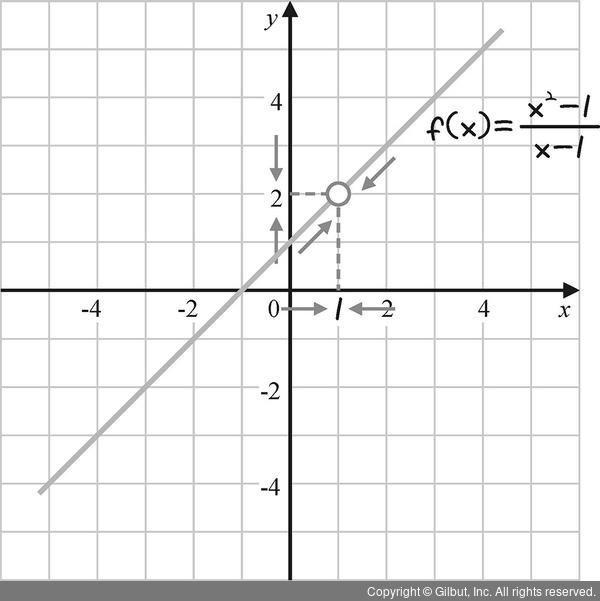 y
4
f(x) = x²-1
x-1
2
-4 -2 0 1 2 4 x
-2
-4
Copyright © Gilbut, Inc. All rights reserved.